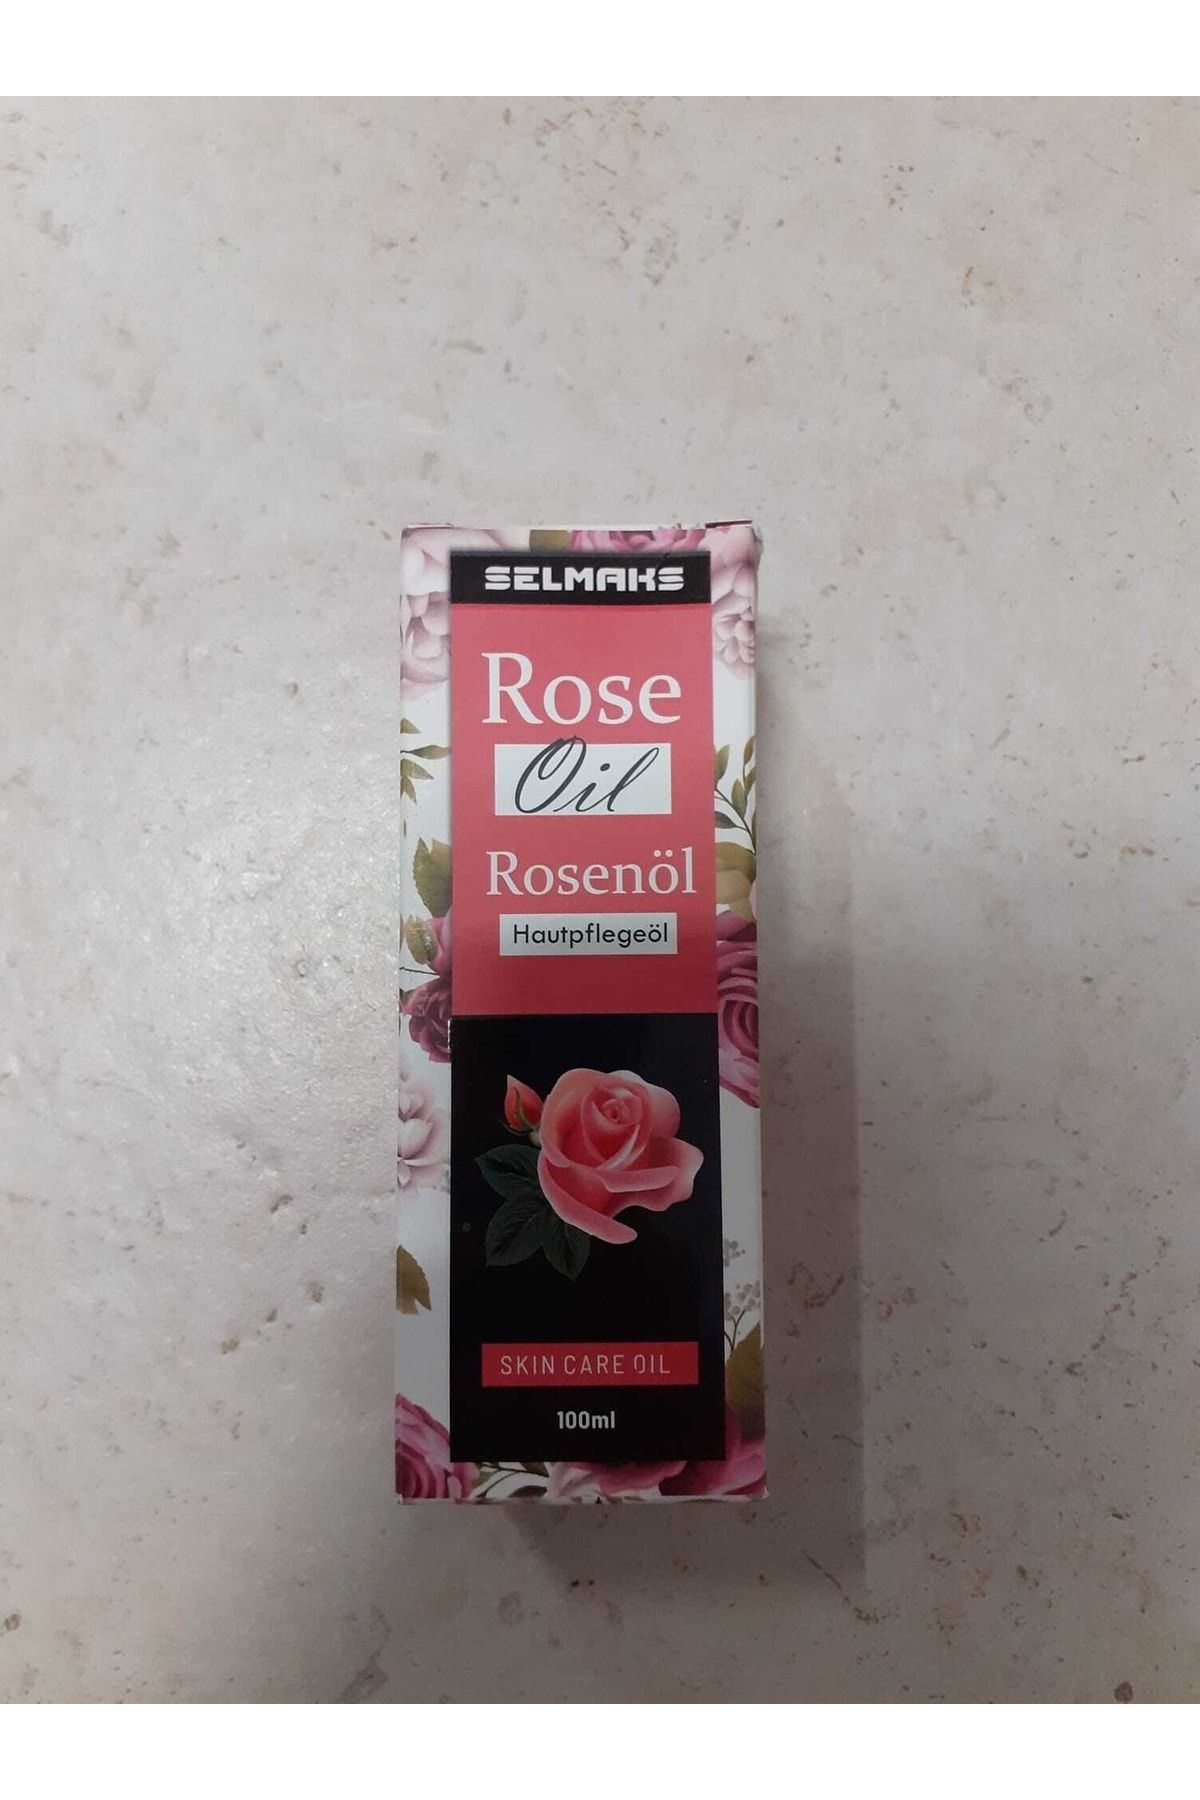 SELMAKS
Rose
Oil
Rosenöl
Hautpflegeöl
SKIN CARE OIL
100ml